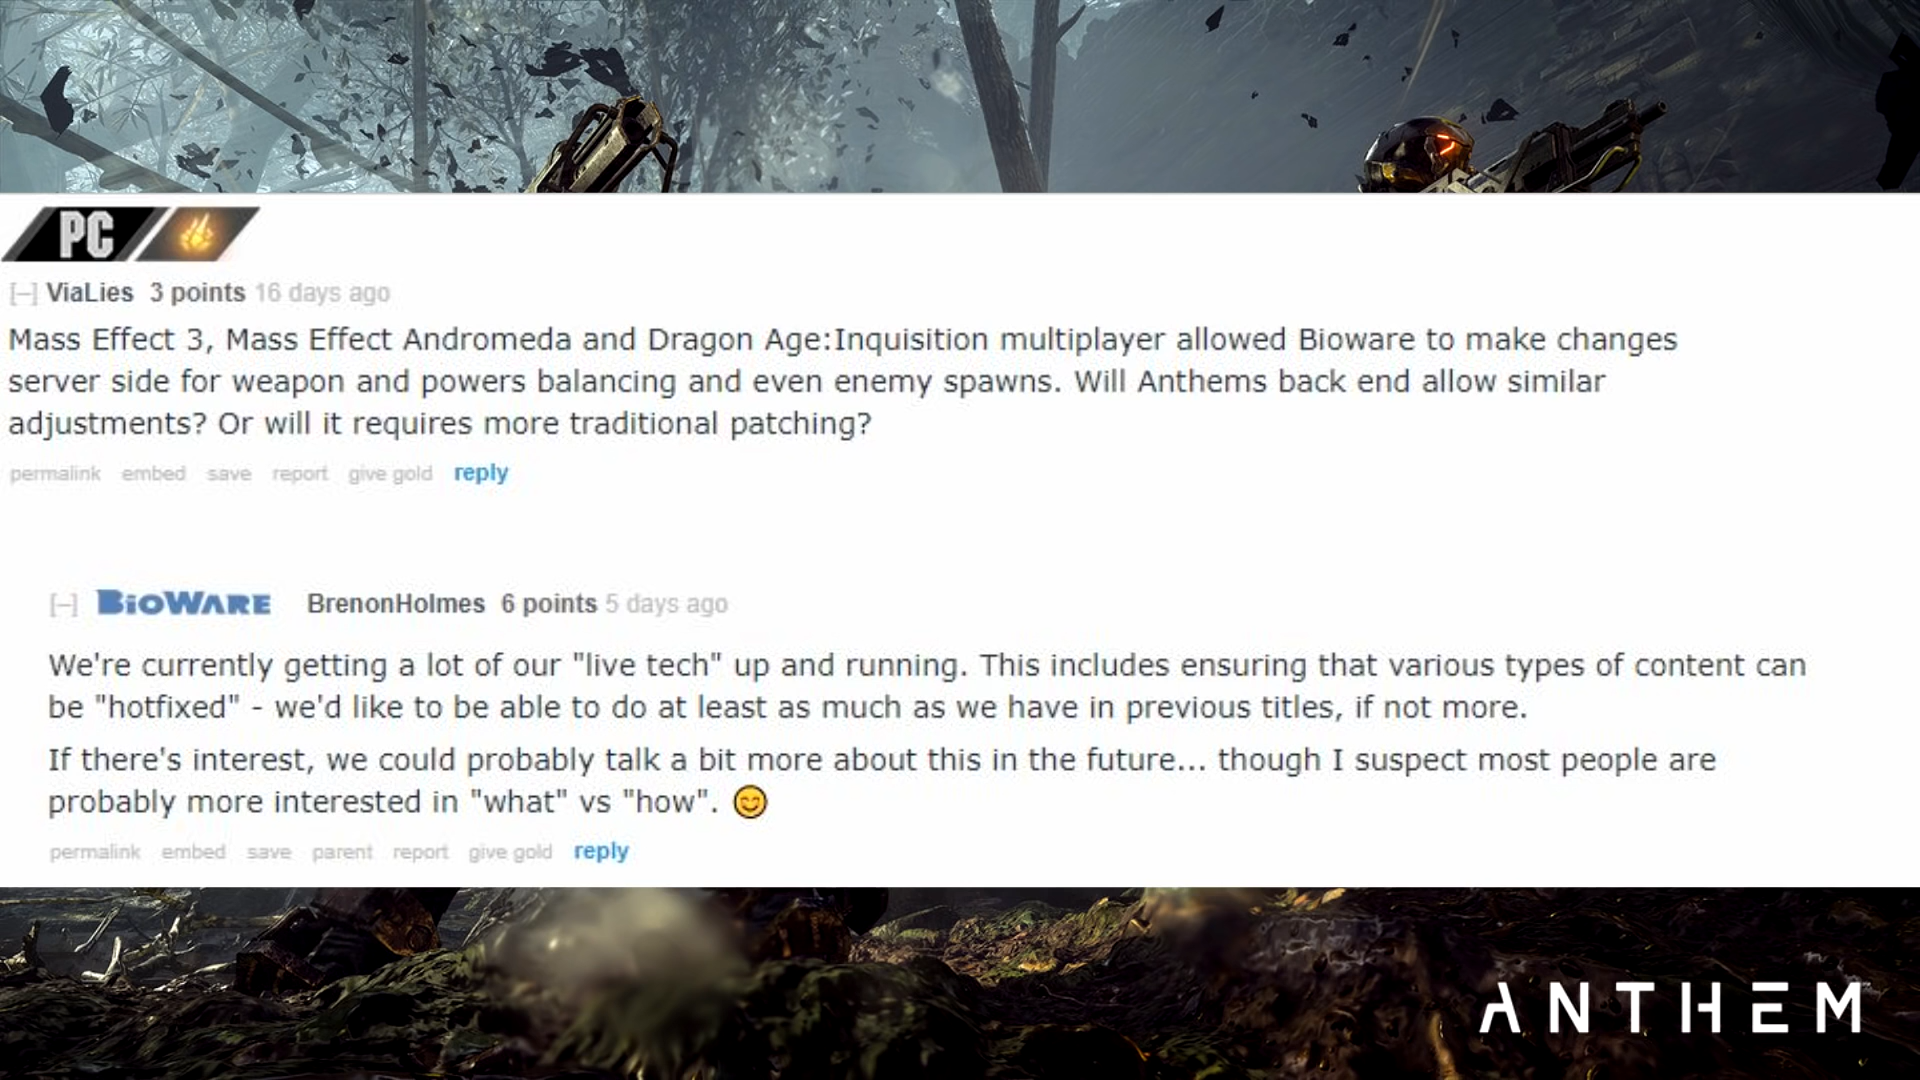 PC
[–] ViaLies 3 points 16 days ago
Mass Effect 3, Mass Effect Andromeda and Dragon Age:Inquisition multiplayer allowed Bioware to make changes
server side for weapon and powers balancing and even enemy spawns. Will Anthems back end allow similar
adjustments? Or will it requires more traditional patching?
permalink embed save report give gold reply
[–] BIOWARE BrenonHolmes 6 points 5 days ago
We're currently getting a lot of our "live tech" up and running. This includes ensuring that various types of content can
be "hotfixed" - we'd like to be able to do at least as much as we have in previous titles, if not more.
If there's interest, we could probably talk a bit more about this in the future... though I suspect most people are
probably more interested in "what" vs "how". 😊
permalink embed save parent report give gold reply
ANTHEM